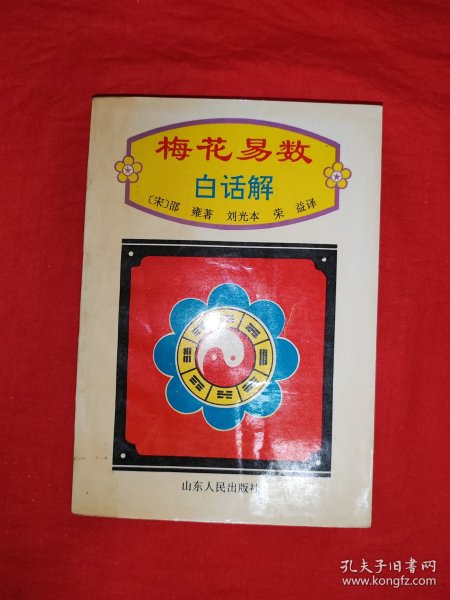 梅花易数
白话解
〔宋〕邵 雍著 刘光本 荣 益译
山东人民出版社
孔夫子旧书网
www.kongfz.com